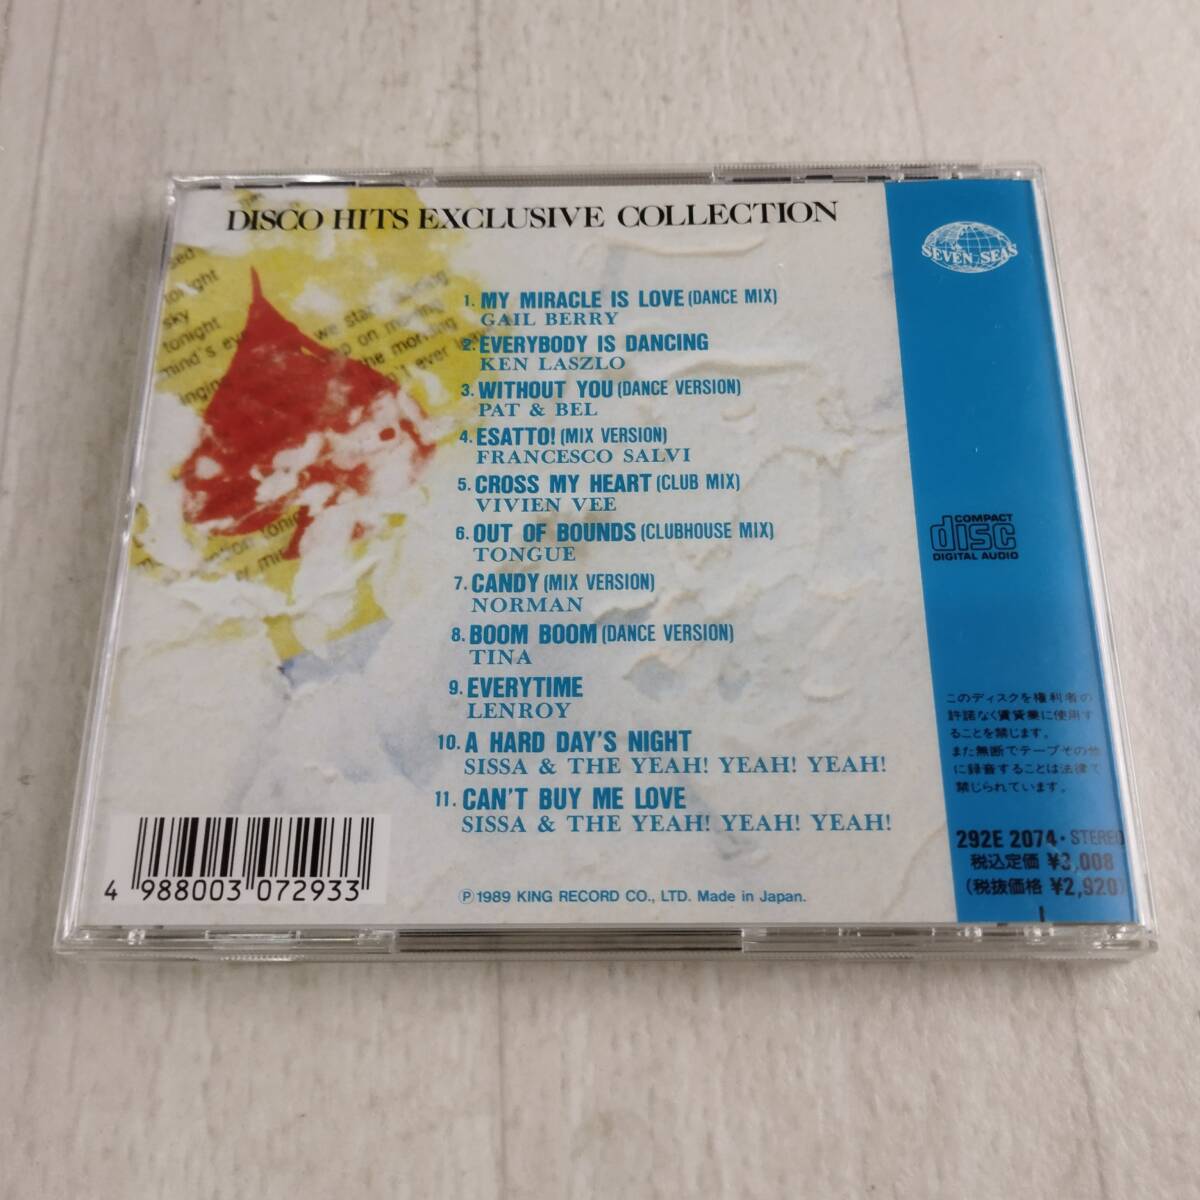 DISCO HITS EXCLUSIVE COLLECTION
1. MY MIRACLE IS LOVE (DANCE MIX)
GAIL BERRY
2. EVERYBODY IS DANCING
KEN LASZLO
3. WITHOUT YOU (DANCE VERSION)
PAT & BEL
4. ESATTO! (MIX VERSION)
FRANCESCO SALVI
5. CROSS MY HEART (CLUB MIX)
VIVIEN VEE
6. OUT OF BOUNDS (CLUBHOUSE MIX)
TONGUE
7. CANDY (MIX VERSION)
NORMAN
8. BOOM BOOM (DANCE VERSION)
TINA
9. EVERYTIME
LENROY
10. A HARD DAY'S NIGHT
SISSA & THE YEAH! YEAH! YEAH!
11. CAN'T BUY ME LOVE
SISSA & THE YEAH! YEAH! YEAH!
Ⓟ1989 KING RECORD CO., LTD. Made in Japan.
4 988003 072933
tonight
sky
tonight
mind's
we
on
the morning
ever
SEVEN SEAS
COMPACT
disc
DIGITAL AUDIO
このディスクを権利者の
許諾なく賃貸業に使用す
ることを禁じます。
また無断でテープその他
に録音することは法律で
禁じられています。
292E 2074・STEREO
税込定価 ¥3,008
(税抜価格 ¥2,920)